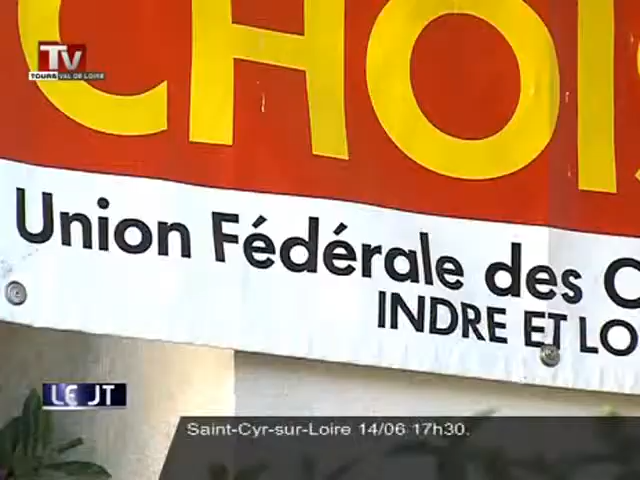 TV
TOURS VAL DE LOIRE
CHOIS
Union Fédérale des C
INDRE ET LO
LE JT
Saint-Cyr-sur-Loire 14/06 17h30.